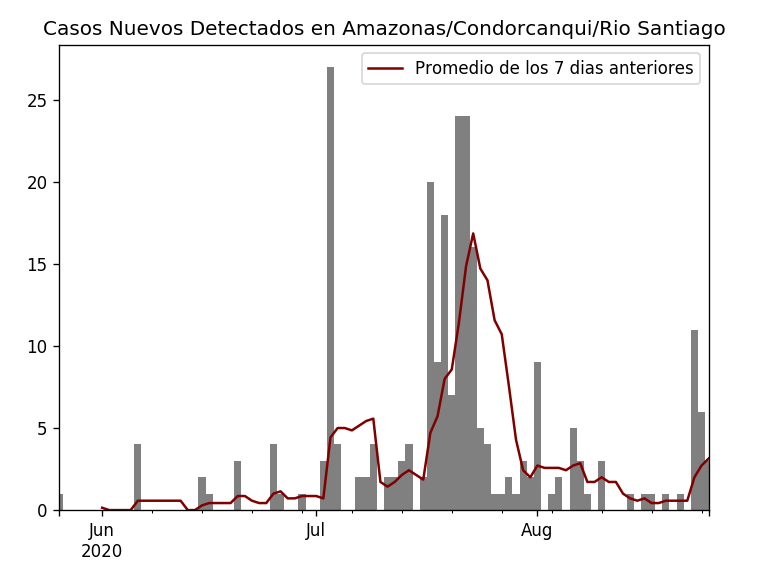 Casos Nuevos Detectados en Amazonas/Condorcanqui/Rio Santiago
Promedio de los 7 dias anteriores
25
20
15
10
5
0
Jun
2020
Jul
Aug